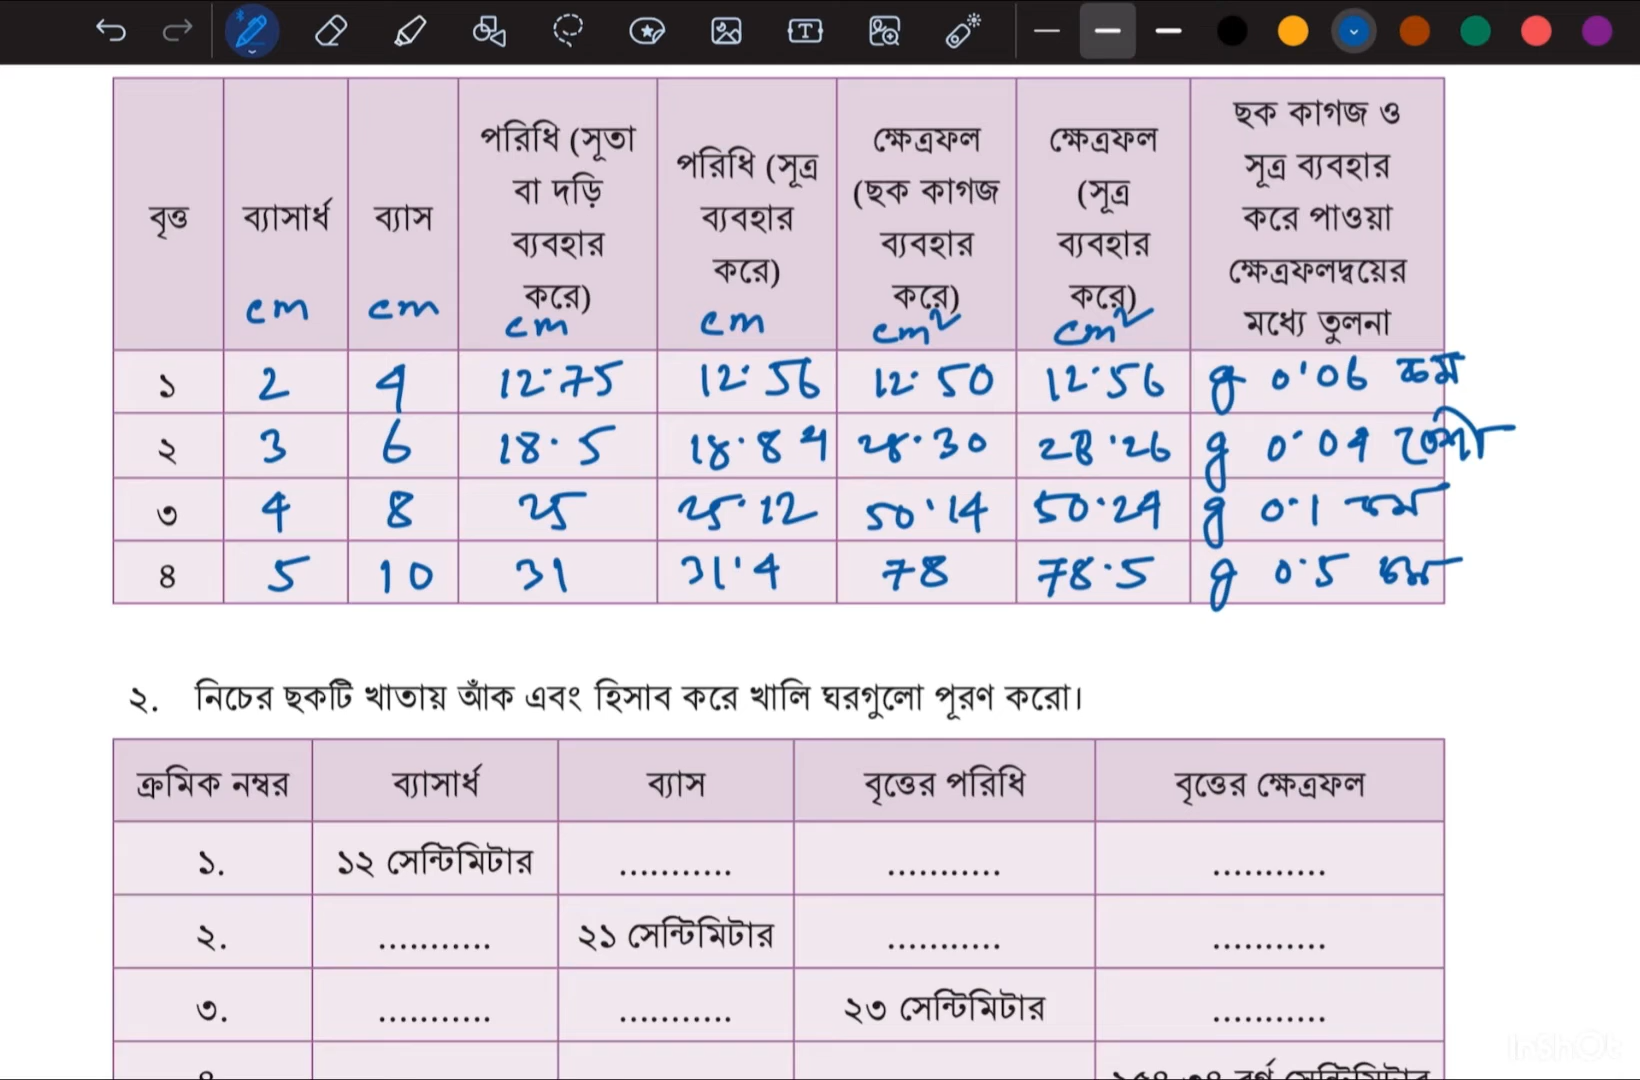 বৃত্ত ব্যাসার্ধ cm ব্যাস cm পরিধি (সূতা বা দড়ি ব্যবহার করে) cm পরিধি (সূত্র ব্যবহার করে) cm ক্ষেত্রফল (ছক কাগজ ব্যবহার করে) cm² ক্ষেত্রফল (সূত্র ব্যবহার করে) cm² ছক কাগজ ও সূত্র ব্যবহার করে পাওয়া ক্ষেত্রফলদ্বয়ের মধ্যে তুলনা
১ 2 4 12.75 12.56 12.50 12.56 0.06 কম
২ 3 6 18.5 18.84 28.30 28.26 0.04 বেশী
৩ 4 8 25 25.12 50.14 50.24 0.1 কম
৪ 5 10 31 31.4 78 78.5 0.5 কম
২. নিচের ছকটি খাতায় আঁক এবং হিসাব করে খালি ঘরগুলো পূরণ করো।
ক্রমিক নম্বর ব্যাসার্ধ ব্যাস বৃত্তের পরিধি বৃত্তের ক্ষেত্রফল
১. ১২ সেন্টিমিটার ........... ........... ...........
২. ........... ২১ সেন্টিমিটার ........... ...........
৩. ........... ........... ২৩ সেন্টিমিটার ...........
বর্গ সেন্টিমিটার
InShOt